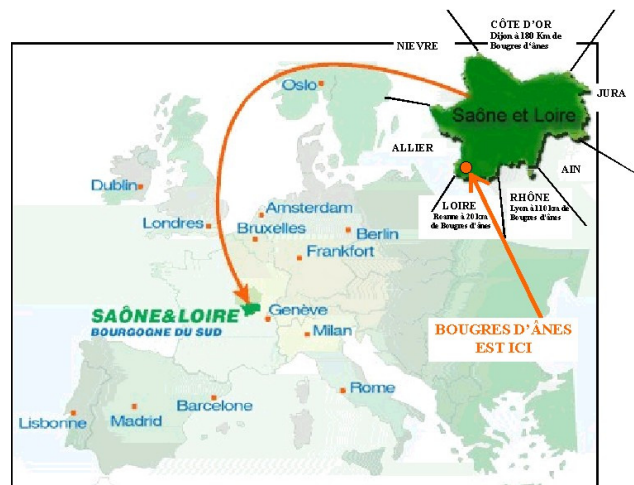 CÔTE D'OR
Dijon à 180 Km de
Bougres d'ânes
NIEVRE
JURA
Saône et Loire
ALLIER
AIN
LOIRE
Roanne à 20 km
de Bougres d'ânes
RHÔNE
Lyon à 110 km de
Bougres d'ânes
Oslo
Dublin
Londres
Amsterdam
Bruxelles
Berlin
Frankfort
SAÔNE&LOIRE
BOURGOGNE DU SUD
Genève
Milan
BOUGRES D'ÂNES
EST ICI
Rome
Barcelone
Madrid
Lisbonne